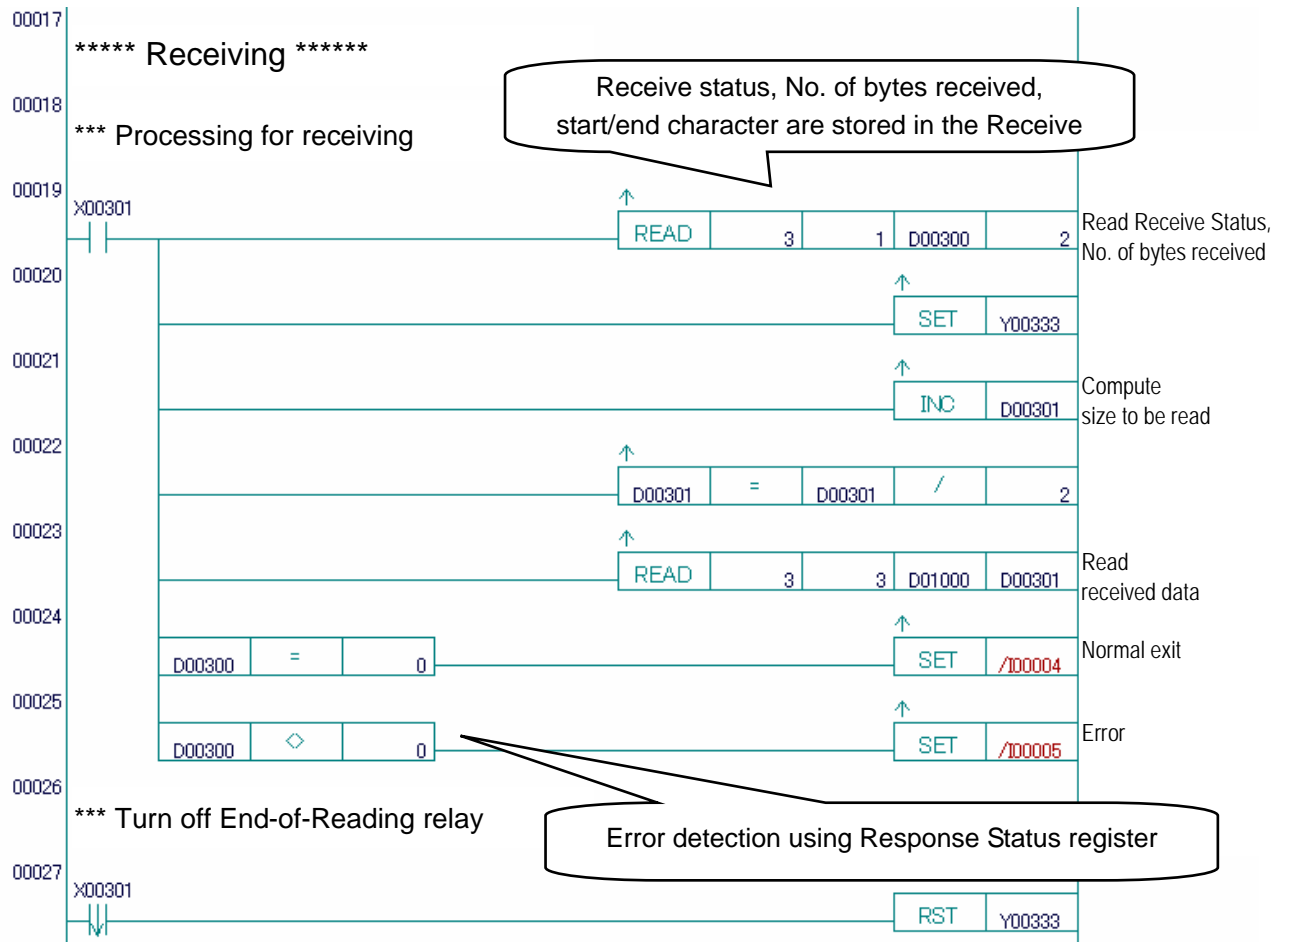 00017
***** Receiving ******
Receive status, No. of bytes received,
start/end character are stored in the Receive
00018
*** Processing for receiving
00019
X00301
READ 3 1 D00300 2
Read Receive Status,
No. of bytes received
00020
SET Y00333
00021
INC D00301
Compute
size to be read
00022
D00301 = D00301 / 2
00023
READ 3 3 D01000 D00301
Read
received data
00024
D00300 = 0 SET /I00004
Normal exit
00025
D00300 <> 0 SET /I00005
Error
00026
*** Turn off End-of-Reading relay
Error detection using Response Status register
00027
X00301
RST Y00333